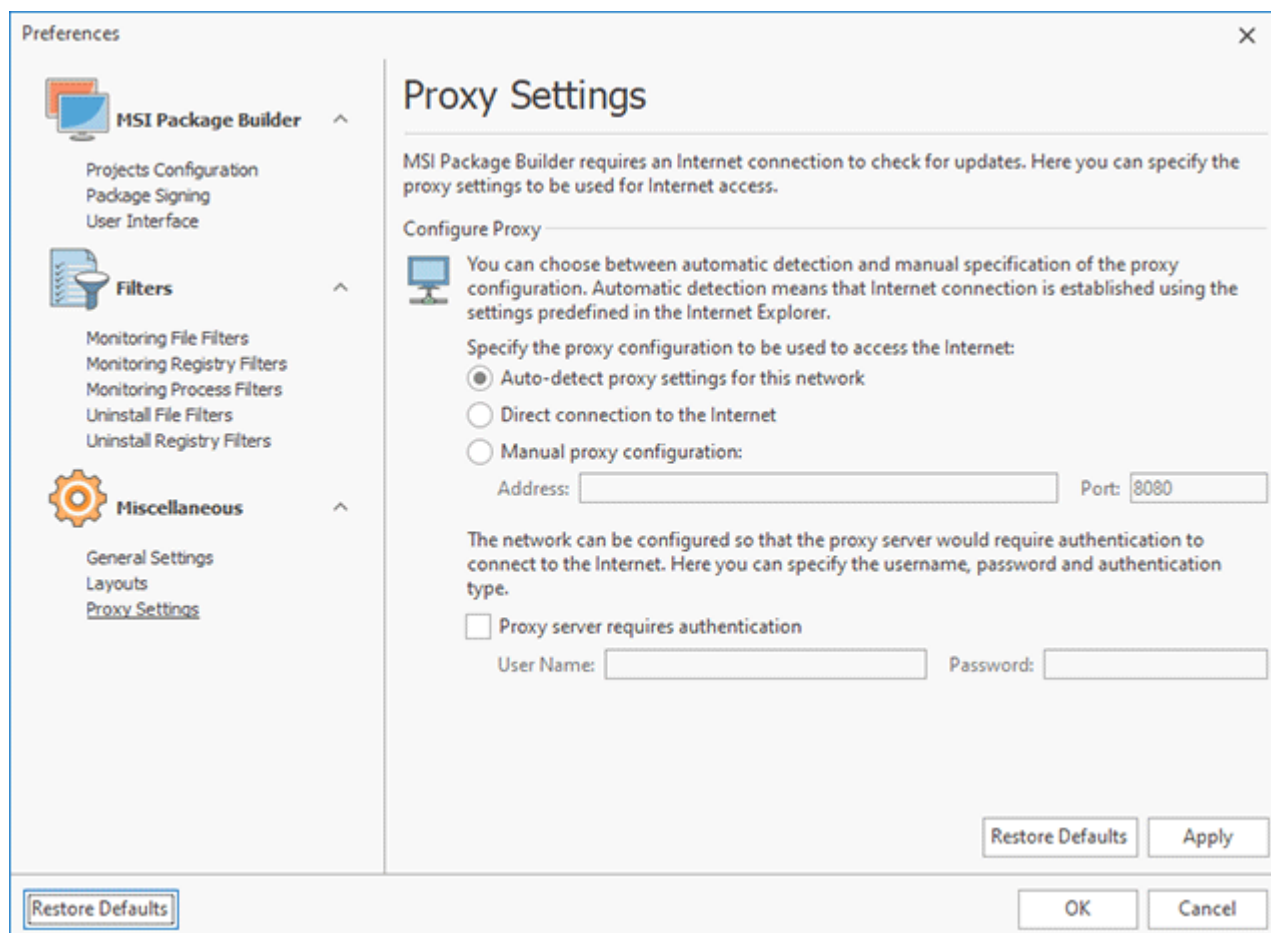 Preferences
MSI Package Builder
Projects Configuration
Package Signing
User Interface
Filters
Monitoring File Filters
Monitoring Registry Filters
Monitoring Process Filters
Uninstall File Filters
Uninstall Registry Filters
Miscellaneous
General Settings
Layouts
Proxy Settings
Proxy Settings
MSI Package Builder requires an Internet connection to check for updates. Here you can specify the
proxy settings to be used for Internet access.
Configure Proxy
You can choose between automatic detection and manual specification of the proxy
configuration. Automatic detection means that Internet connection is established using the
settings predefined in the Internet Explorer.
Specify the proxy configuration to be used to access the Internet:
Auto-detect proxy settings for this network
Direct connection to the Internet
Manual proxy configuration:
Address: Port: 8080
The network can be configured so that the proxy server would require authentication to
connect to the Internet. Here you can specify the username, password and authentication
type.
Proxy server requires authentication
User Name: Password:
Restore Defaults Apply
Restore Defaults OK Cancel